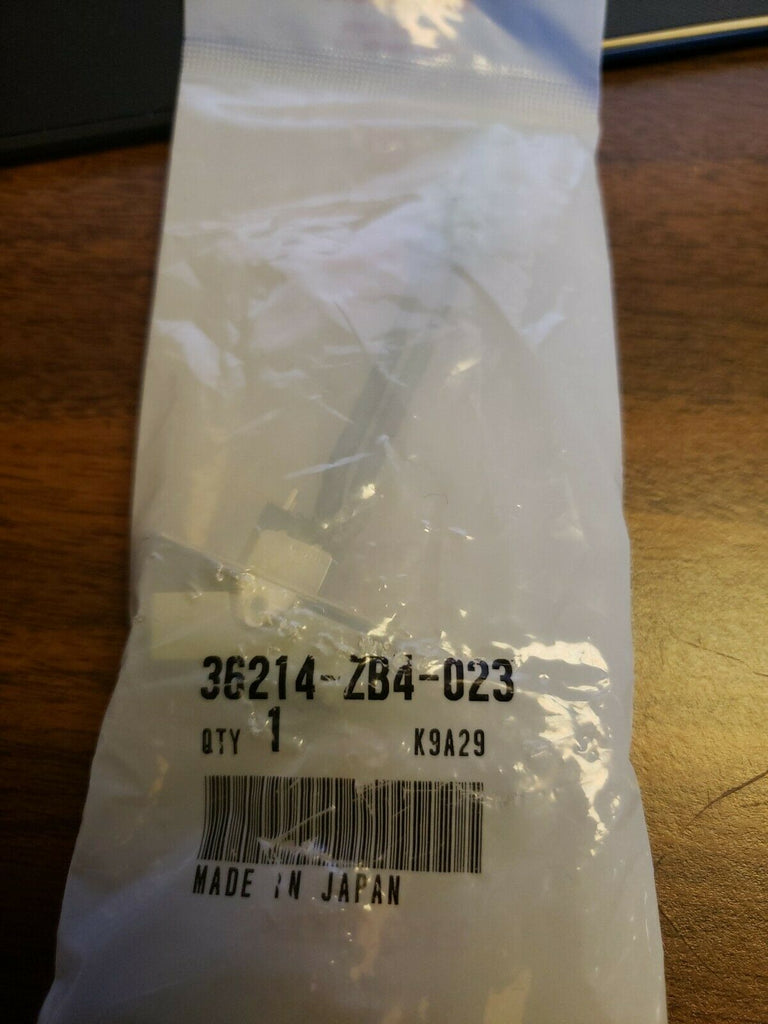 36214-ZB4-023
QTY 1 K9A29
MADE IN JAPAN